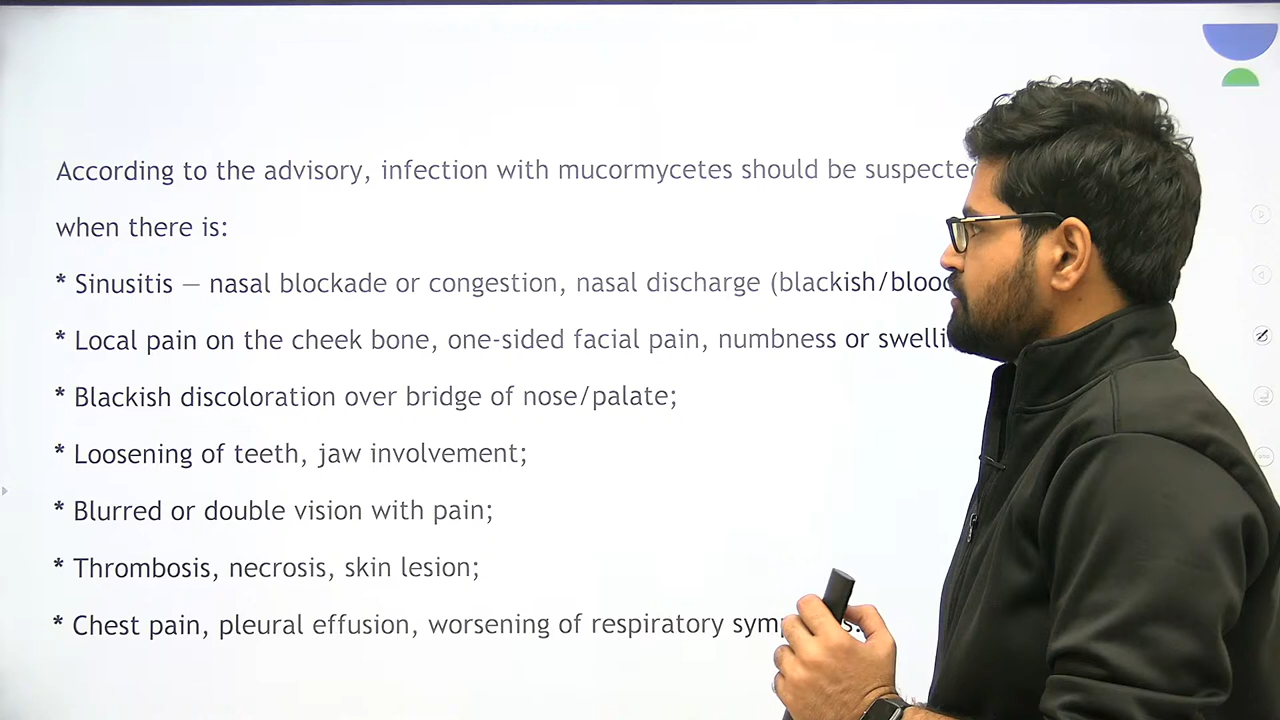 According to the advisory, infection with mucormycetes should be suspected
when there is:
* Sinusitis — nasal blockade or congestion, nasal discharge (blackish/
* Local pain on the cheek bone, one-sided facial pain, numbness or
* Blackish discoloration over bridge of nose/palate;
* Loosening of teeth, jaw involvement;
* Blurred or double vision with pain;
* Thrombosis, necrosis, skin lesion;
* Chest pain, pleural effusion, worsening of respiratory